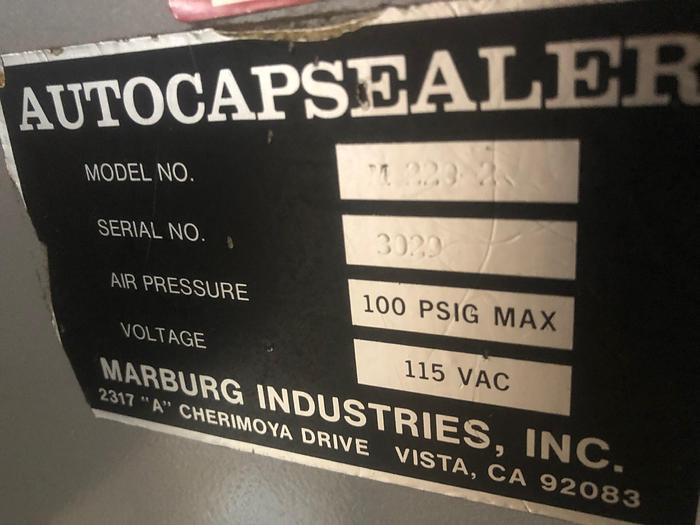 AUTOCAPSEALER
MODEL NO.
SERIAL NO. 3029
AIR PRESSURE 100 PSIG MAX
VOLTAGE 115 VAC
MARBURG INDUSTRIES, INC.
2317 "A" CHERIMOYA DRIVE VISTA, CA 92083